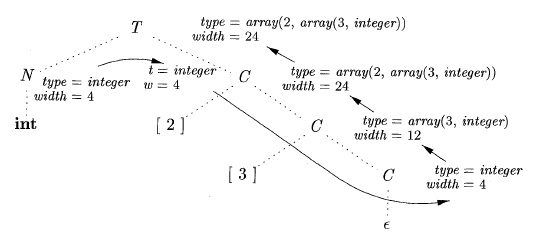 T
type = array(2, array(3, integer))
width = 24
N
type = integer
width = 4
t = integer
w = 4
C
type = array(2, array(3, integer))
width = 24
int
[ 2 ]
C
type = array(3, integer)
width = 12
[ 3 ]
C
type = integer
width = 4
ϵ